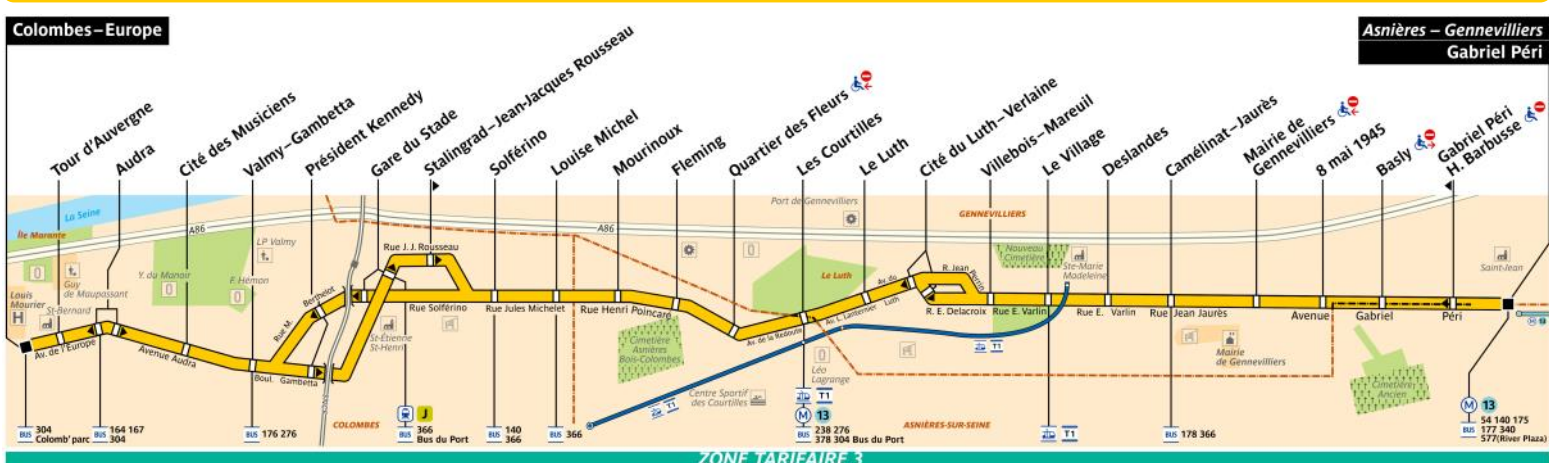 Colombes–Europe
Asnières – Gennevilliers
Gabriel Péri
Tour d'Auvergne
Audra
Cité des Musiciens
Valmy–Gambetta
Président Kennedy
Gare du Stade
Stalingrad–Jean-Jacques Rousseau
Solférino
Louise Michel
Mourinoux
Fleming
Quartier des Fleurs
Les Courtilles
Le Luth
Cité du Luth–Verlaine
Villebois–Mareuil
Le Village
Deslandes
Camélinat–Jaurès
Mairie de
Gennevilliers
8 mai 1945
Basly
Gabriel Péri
H. Barbusse
La Seine
Île Marante
A86
LP Valmy
Guy
de Maupassant
Y. du Manoir
F. Hémon
Louis
Mourier
H
St-Bernard
Av. de l'Europe
Avenue Audra
Rue M. Berthelot
Boul. Gambetta
Rue J. J. Rousseau
Rue Solférino
St-Étienne
St-Henri
COLOMBES
Rue Jules Michelet
Rue Henri Poincaré
Cimetière
Asnières
Bois-Colombes
A86
Port de Gennevilliers
Le Luth
Av. de la Redoute
Av. L. Lanternier
Av. du Luth
R. Jean Perrin
R. E. Delacroix
Rue E. Varlin
GENNEVILLIERS
Nouveau
Cimetière
Ste-Marie
Madeleine
Rue E. Varlin
Rue Jean Jaurès
Avenue Gabriel Péri
Mairie
de Gennevilliers
Cimetière
Ancien
Saint-Jean
Centre Sportif
des Courtilles
Léo
Lagrange
ASNIÈRES-SUR-SEINE
T1
T1
M 13
BUS 304
Colomb' parc
BUS 164 167
304
BUS 176 276
J
BUS 366
Bus du Port
BUS 140
366
BUS 366
T1
M 13
BUS 238 276
378 304 Bus du Port
T1
BUS 178 366
M 13
BUS 54 140 175
177 340
577(River Plaza)
ZONE TARIFAIRE 3